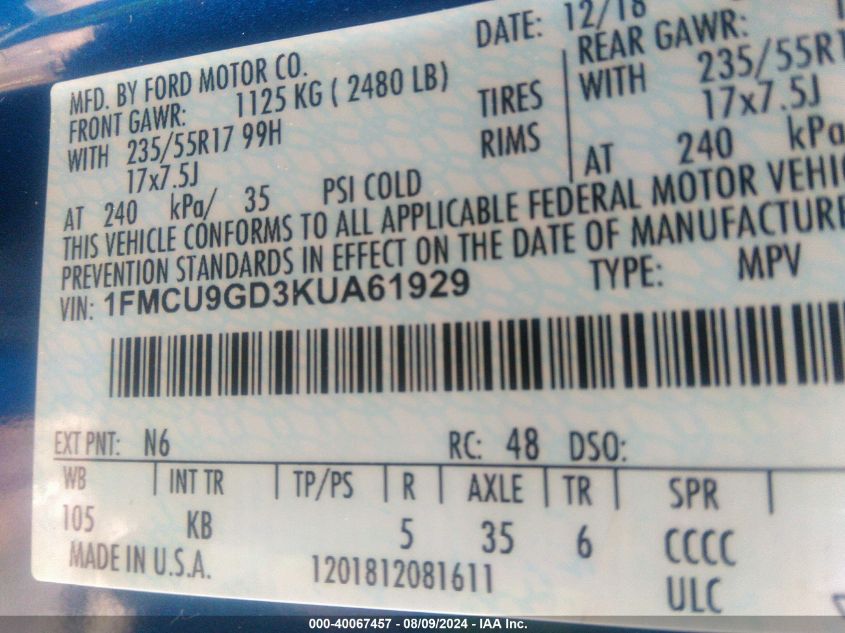 DATE: 12/18
MFD. BY FORD MOTOR CO.
REAR GAWR:
FRONT GAWR: 1125 KG ( 2480 LB)
WITH 235/55R17 99H TIRES
WITH 235/55R1
17x7.5J RIMS
17x7.5J
AT 240 kPa/ 35 PSI COLD
AT 240 kPa
THIS VEHICLE CONFORMS TO ALL APPLICABLE FEDERAL MOTOR VEHI
PREVENTION STANDARDS IN EFFECT ON THE DATE OF MANUFACTURE
VIN: 1FMCU9GD3KUA61929 TYPE: MPV
EXT PNT: N6 RC: 48 DSO:
WB INT TR TP/PS R AXLE TR SPR
105 KB 5 35 6 CCCC
MADE IN U.S.A. 1201812081611 ULC
000-40067457 - 08/09/2024 - IAA Inc.